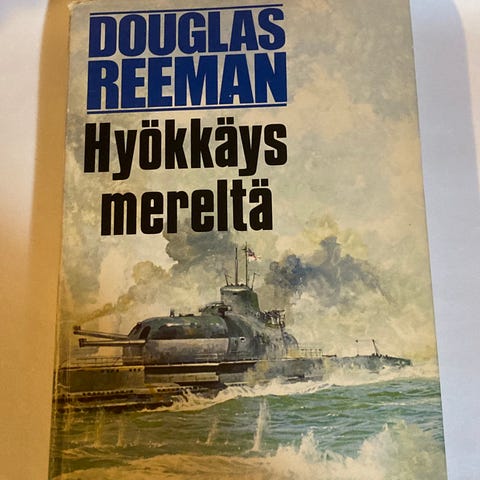 DOUGLAS
REEMAN
Hyökkäys
mereltä